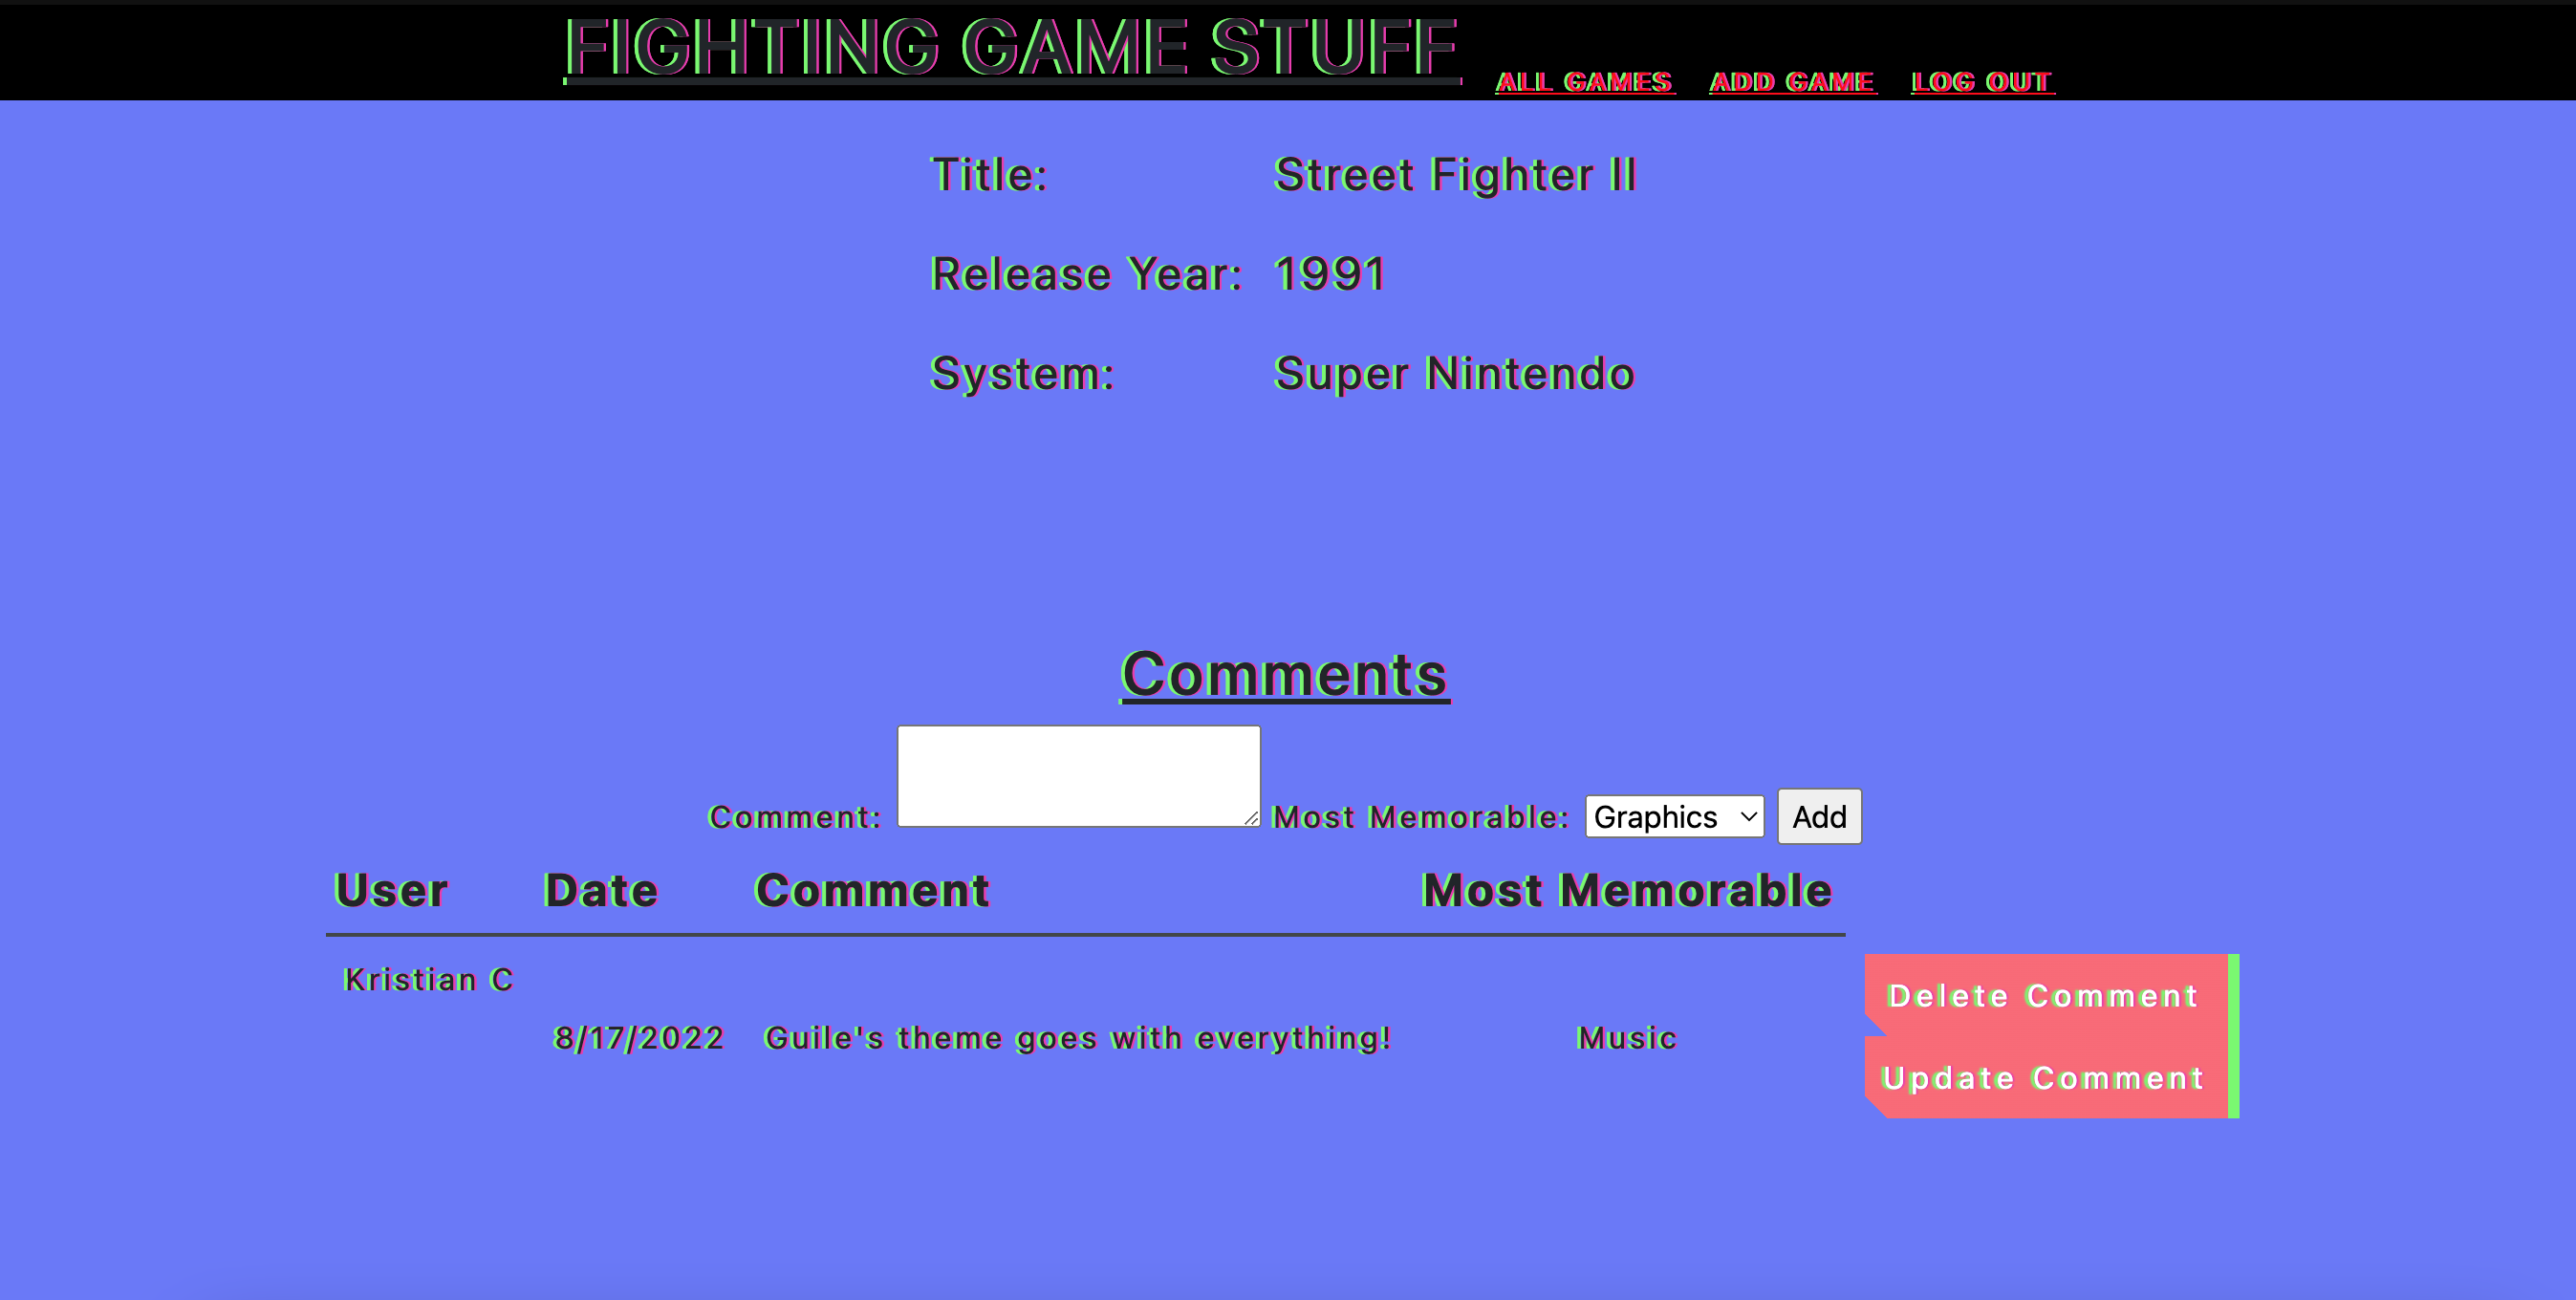 FIGHTING GAME STUFF
ALL GAMES ADD GAME LOG OUT
Title: Street Fighter II
Release Year: 1991
System: Super Nintendo
Comments
Comment: Most Memorable: Graphics Add
User Date Comment Most Memorable
Kristian C
8/17/2022 Guile's theme goes with everything! Music
Delete Comment
Update Comment